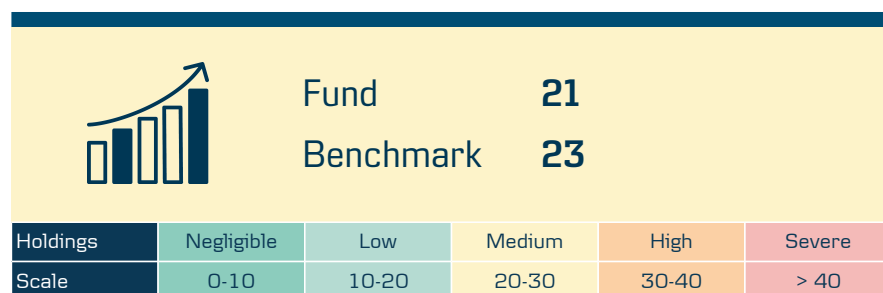 Fund 21
Benchmark 23
Holdings Negligible Low Medium High Severe
Scale 0-10 10-20 20-30 30-40 > 40